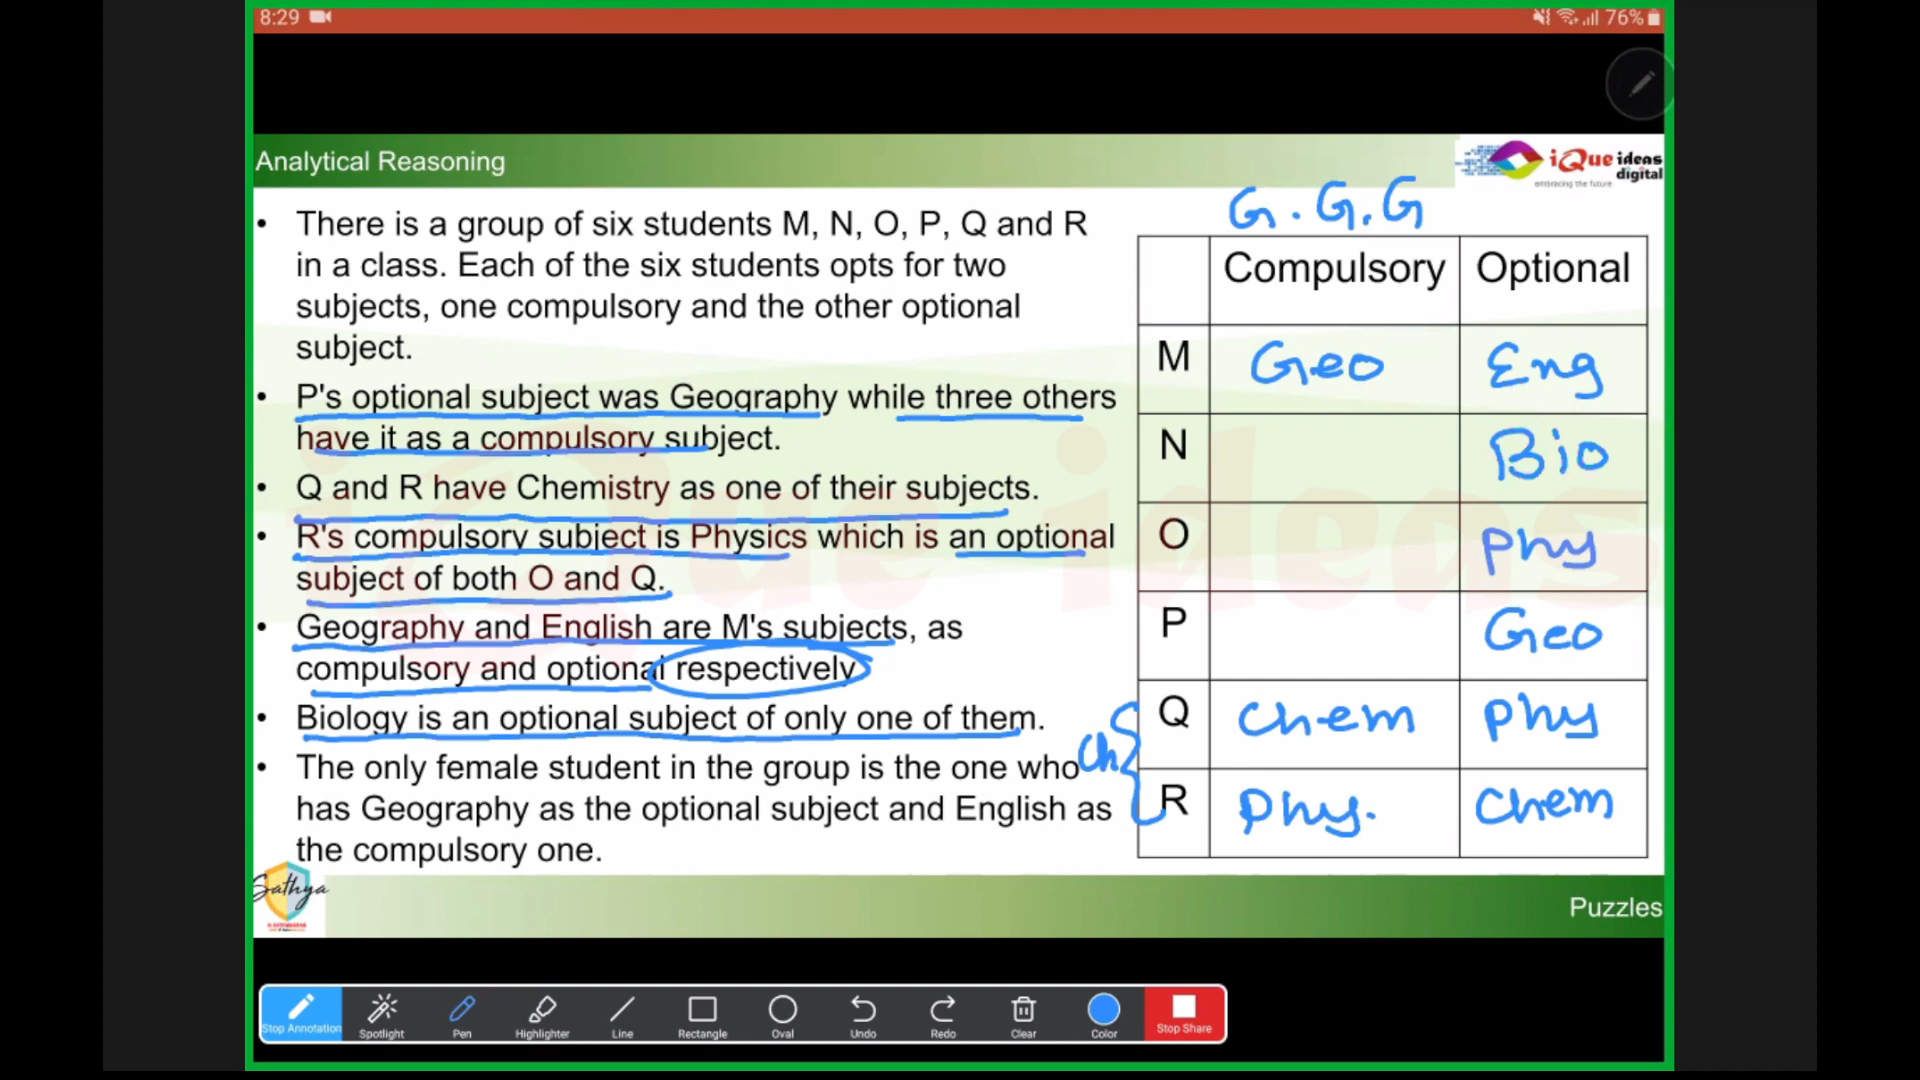 8:29
76%
Analytical Reasoning
iQue ideas
digital
embracing the future
G. G. G
• There is a group of six students M, N, O, P, Q and R
in a class. Each of the six students opts for two
subjects, one compulsory and the other optional
subject.
• P's optional subject was Geography while three others
have it as a compulsory subject.
• Q and R have Chemistry as one of their subjects.
• R's compulsory subject is Physics which is an optional
subject of both O and Q.
• Geography and English are M's subjects, as
compulsory and optional respectively
• Biology is an optional subject of only one of them.
• The only female student in the group is the one who
has Geography as the optional subject and English as
the compulsory one.
Compulsory Optional
M Geo Eng
N Bio
O Phy
P Geo
Ch
Q Chem Phy
R Phy. Chem
iQue ideas
Sathya
Puzzles
Stop Annotation Spotlight Pen Highlighter Line Rectangle Oval Undo Redo Clear Color Stop Share